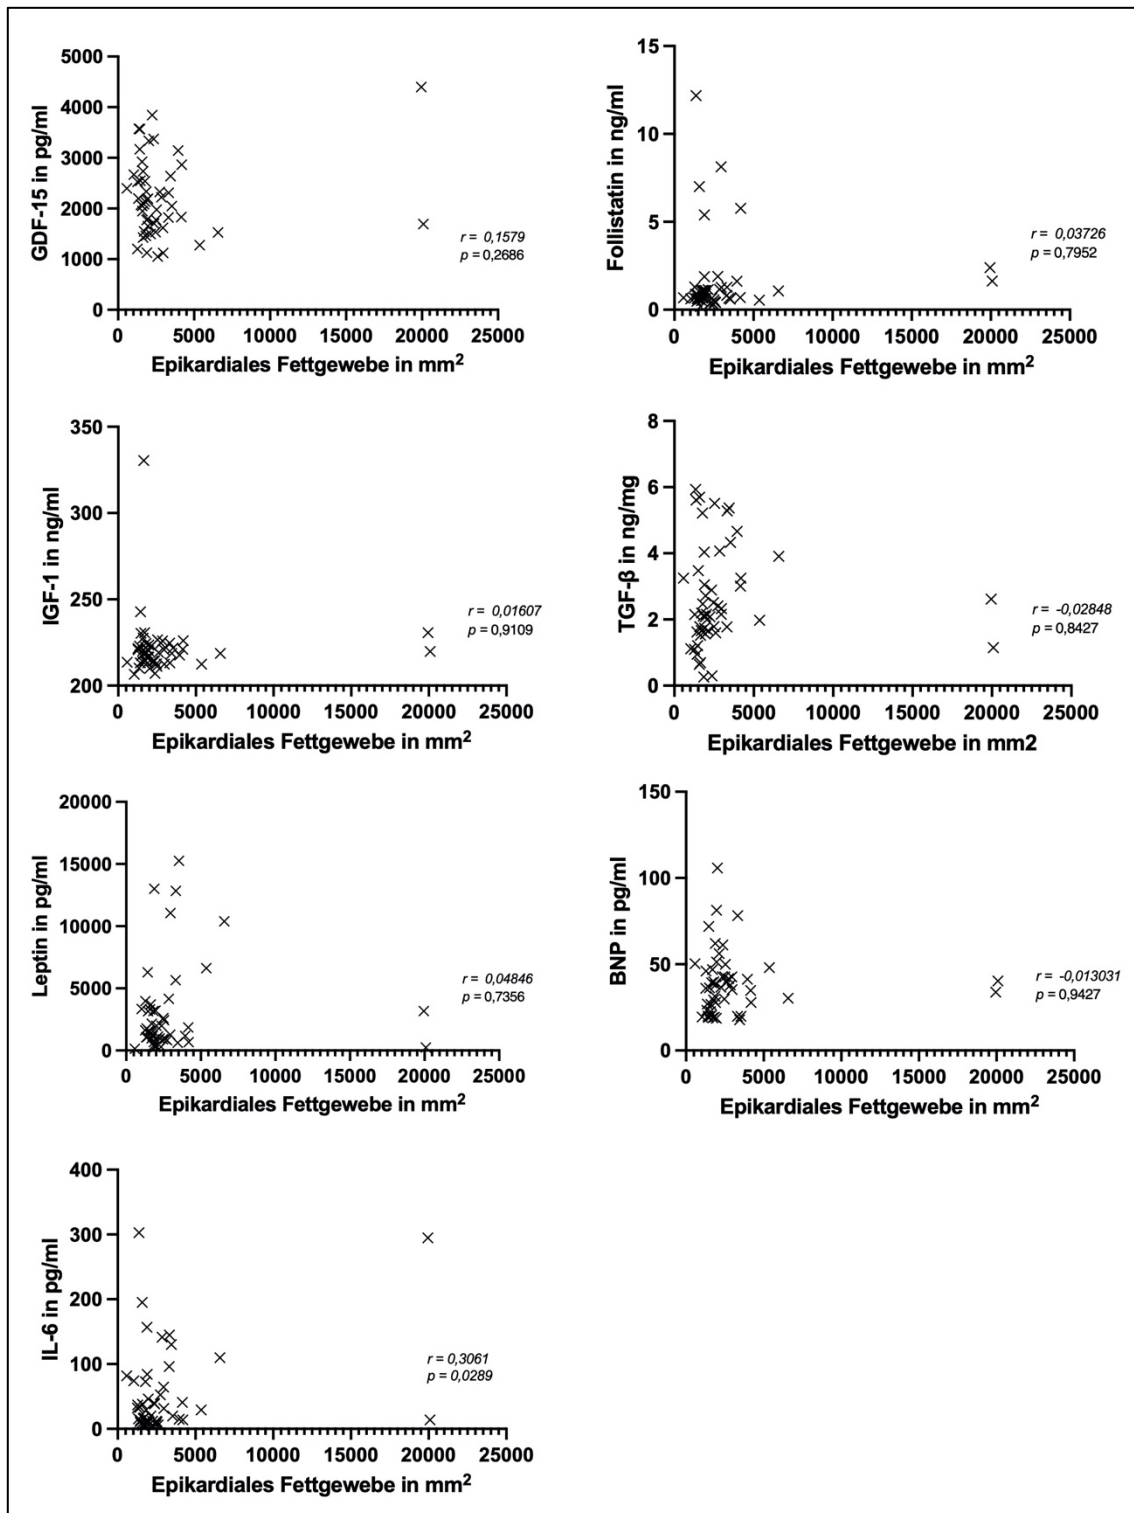 5000
4000
3000
2000
1000
0
GDF-15 in pg/ml
r = 0,1579
p = 0,2686
0 5000 10000 15000 20000 25000
Epikardiales Fettgewebe in mm²
15
10
5
0
Follistatin in ng/ml
r = 0,03726
p = 0,7952
0 5000 10000 15000 20000 25000
Epikardiales Fettgewebe in mm²
350
300
250
200
IGF-1 in ng/ml
r = 0,01607
p = 0,9109
0 5000 10000 15000 20000 25000
Epikardiales Fettgewebe in mm²
8
6
4
2
0
TGF-β in ng/mg
r = -0,02848
p = 0,8427
0 5000 10000 15000 20000 25000
Epikardiales Fettgewebe in mm2
20000
15000
10000
5000
0
Leptin in pg/ml
r = 0,04846
p = 0,7356
0 5000 10000 15000 20000 25000
Epikardiales Fettgewebe in mm²
150
100
50
0
BNP in pg/ml
r = -0,013031
p = 0,9427
0 5000 10000 15000 20000 25000
Epikardiales Fettgewebe in mm²
400
300
200
100
0
IL-6 in pg/ml
r = 0,3061
p = 0,0289
0 5000 10000 15000 20000 25000
Epikardiales Fettgewebe in mm²